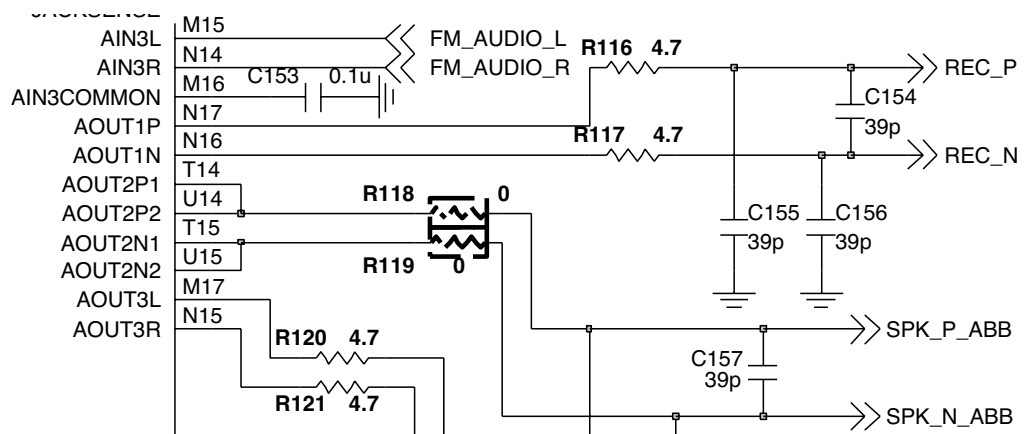 JACKSENSE
AIN3L M15 FM_AUDIO_L
AIN3R N14 FM_AUDIO_R
R116 4.7 REC_P
C153 0.1u
AIN3COMMON M16
C154
39p
AOUT1P N17
AOUT1N N16 R117 4.7 REC_N
AOUT2P1 T14
AOUT2P2 U14 R118 0
C155 C156
39p 39p
AOUT2N1 T15
AOUT2N2 U15 R119 0
AOUT3L M17
AOUT3R N15
SPK_P_ABB
R120 4.7
C157
39p
R121 4.7
SPK_N_ABB